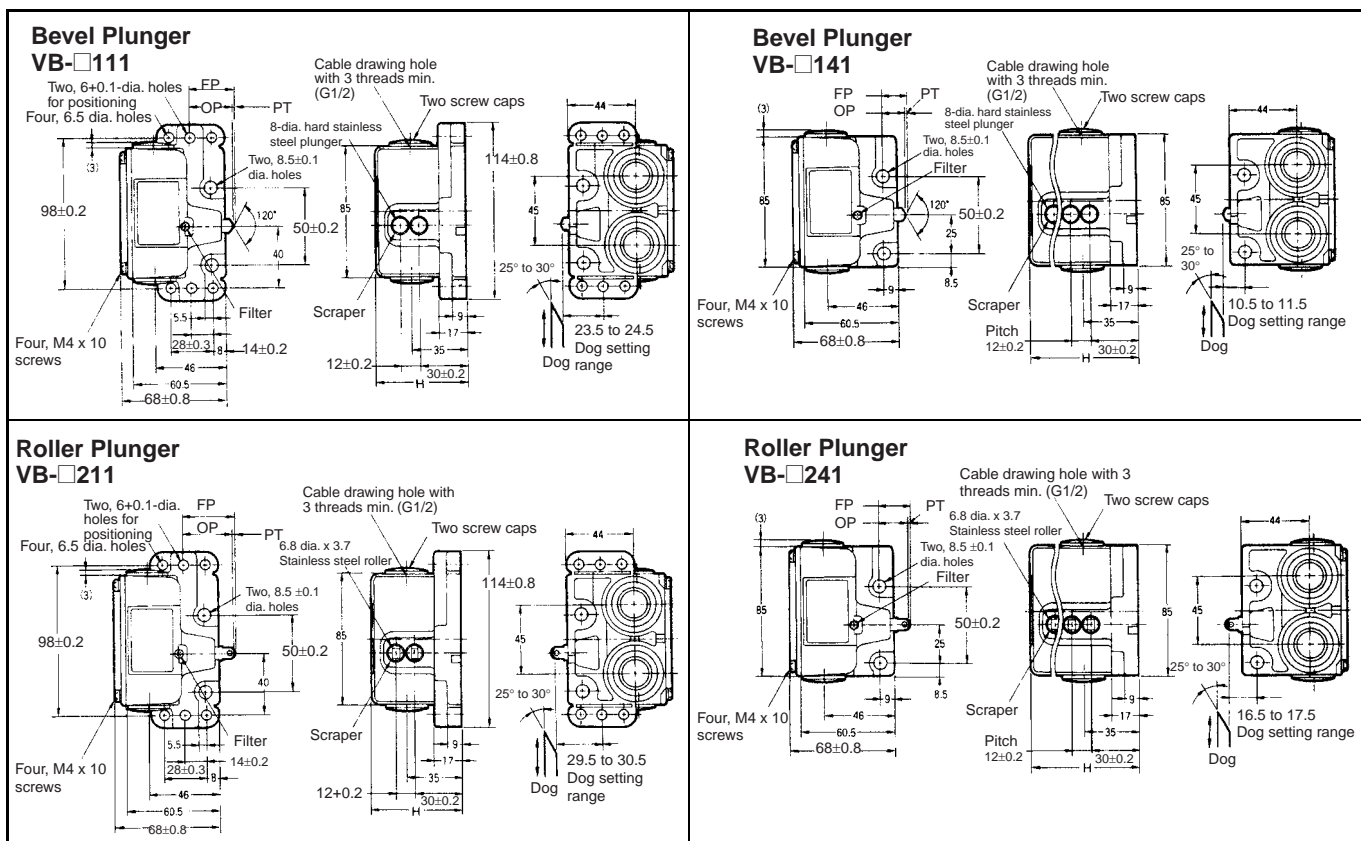 Bevel Plunger
VB-□111
Two, 6+0.1-dia. holes
for positioning
Four, 6.5 dia. holes
FP
OP
PT
(3)
98±0.2
Two, 8.5±0.1
dia. holes
120°
50±0.2
40
Filter
Four, M4 x 10
screws
5.5
28±0.3
8
14±0.2
46
60.5
68±0.8
Cable drawing hole
with 3 threads min.
(G1/2)
Two screw caps
8-dia. hard stainless
steel plunger
85
114±0.8
Scraper
9
17
35
12±0.2
30±0.2
H
44
45
25° to 30°
Dog
23.5 to 24.5
Dog setting
range
Bevel Plunger
VB-□141
FP
OP
PT
(3)
85
Two, 8.5±0.1
dia. holes
Filter
120°
50±0.2
25
8.5
Four, M4 x 10
screws
9
46
60.5
68±0.8
Cable drawing hole
with 3 threads min.
(G1/2)
Two screw caps
8-dia. hard stainless
steel plunger
85
Scraper
9
17
35
Pitch
12±0.2
30±0.2
H
44
45
25° to
30°
Dog
10.5 to 11.5
Dog setting range
Roller Plunger
VB-□211
Two, 6+0.1-dia.
holes for
positioning
Four, 6.5 dia. holes
FP
OP
PT
(3)
98±0.2
Two, 8.5 ±0.1
dia. holes
50±0.2
40
Filter
Four, M4 x 10
screws
5.5
14±0.2
28±0.3
8
46
60.5
68±0.8
Cable drawing hole with
3 threads min. (G1/2)
Two screw caps
6.8 dia. x 3.7
Stainless steel roller
85
114±0.8
Scraper
9
17
35
12+0.2
30±0.2
H
44
45
25° to 30°
Dog
29.5 to 30.5
Dog setting
range
Roller Plunger
VB-□241
FP
OP
PT
(3)
85
Two, 8.5 ±0.1
dia. holes
Filter
50±0.2
25
8.5
Four, M4 x 10
screws
9
46
60.5
68±0.8
Cable drawing hole with 3
threads min. (G1/2)
Two screw caps
6.8 dia. x 3.7
Stainless steel roller
85
Scraper
9
17
35
Pitch
12±0.2
30±0.2
H
44
45
25° to 30°
Dog
16.5 to 17.5
Dog setting range